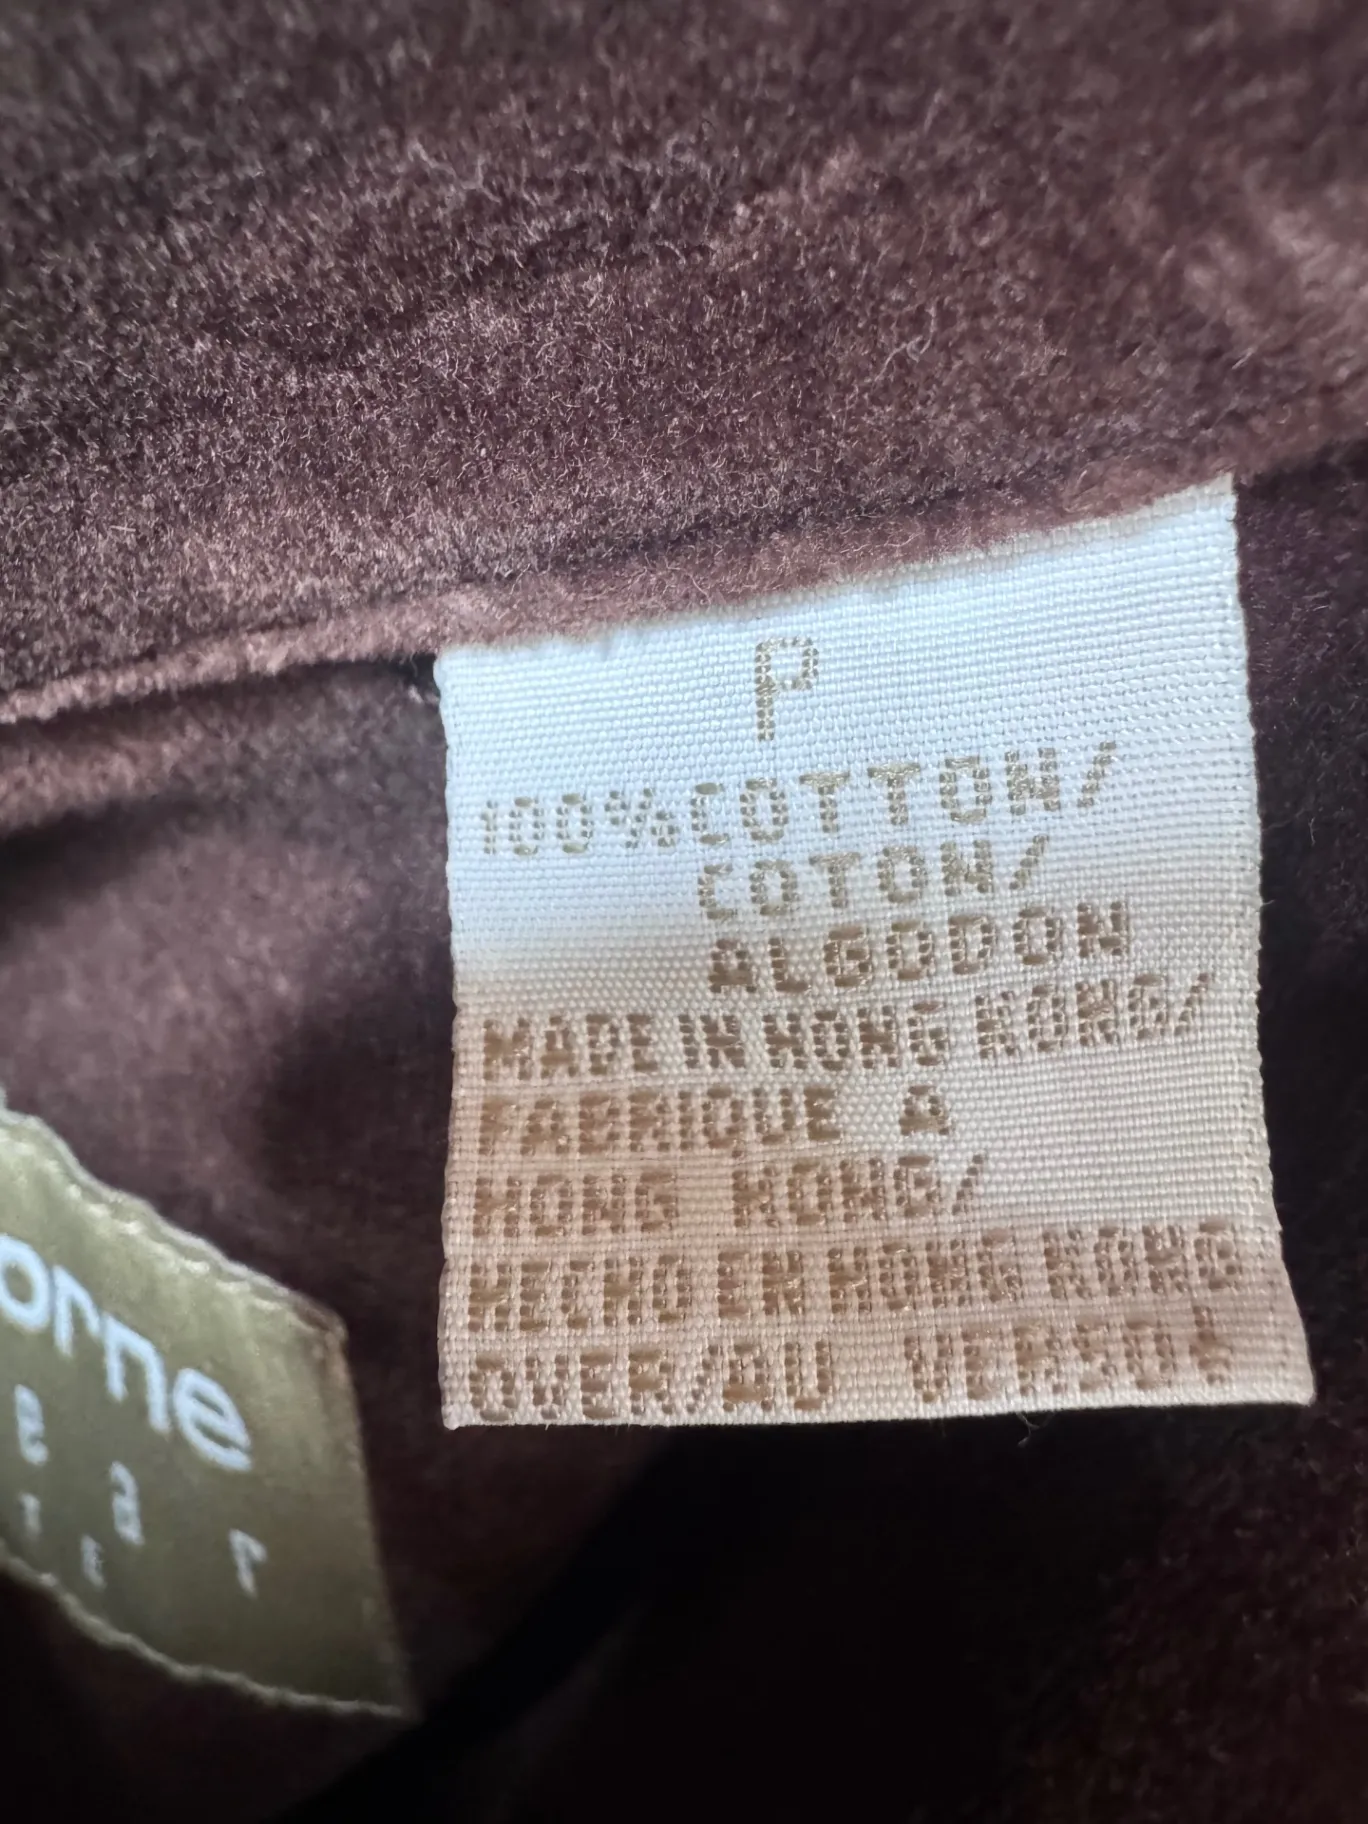 P
100% COTTON/
COTON/
ALGODON
MADE IN HONG KONG/
FABRIQUE A
HONG KONG/
HECHO EN HONG KONG
OVER/AU VERSO↓
orne
e a r
T E